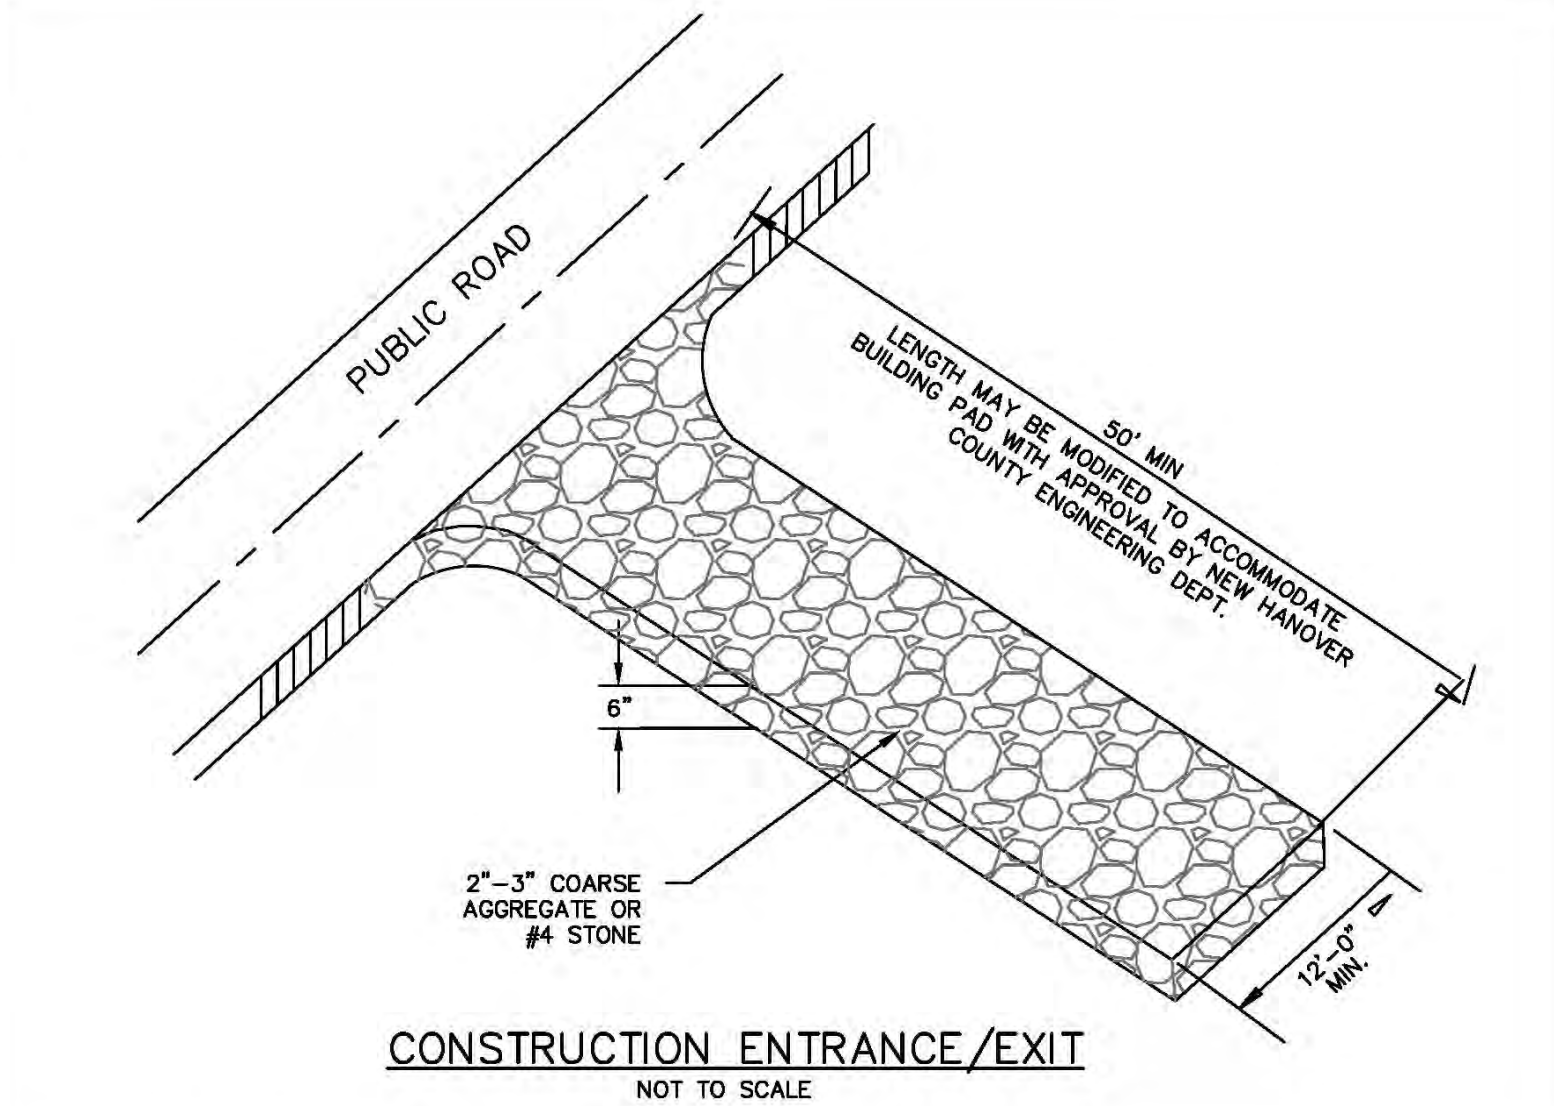 PUBLIC ROAD
50' MIN
LENGTH MAY BE MODIFIED TO ACCOMMODATE
BUILDING PAD WITH APPROVAL BY NEW HANOVER
COUNTY ENGINEERING DEPT.
6"
2"-3" COARSE
AGGREGATE OR
#4 STONE
12'-0"
MIN.
CONSTRUCTION ENTRANCE/EXIT
NOT TO SCALE